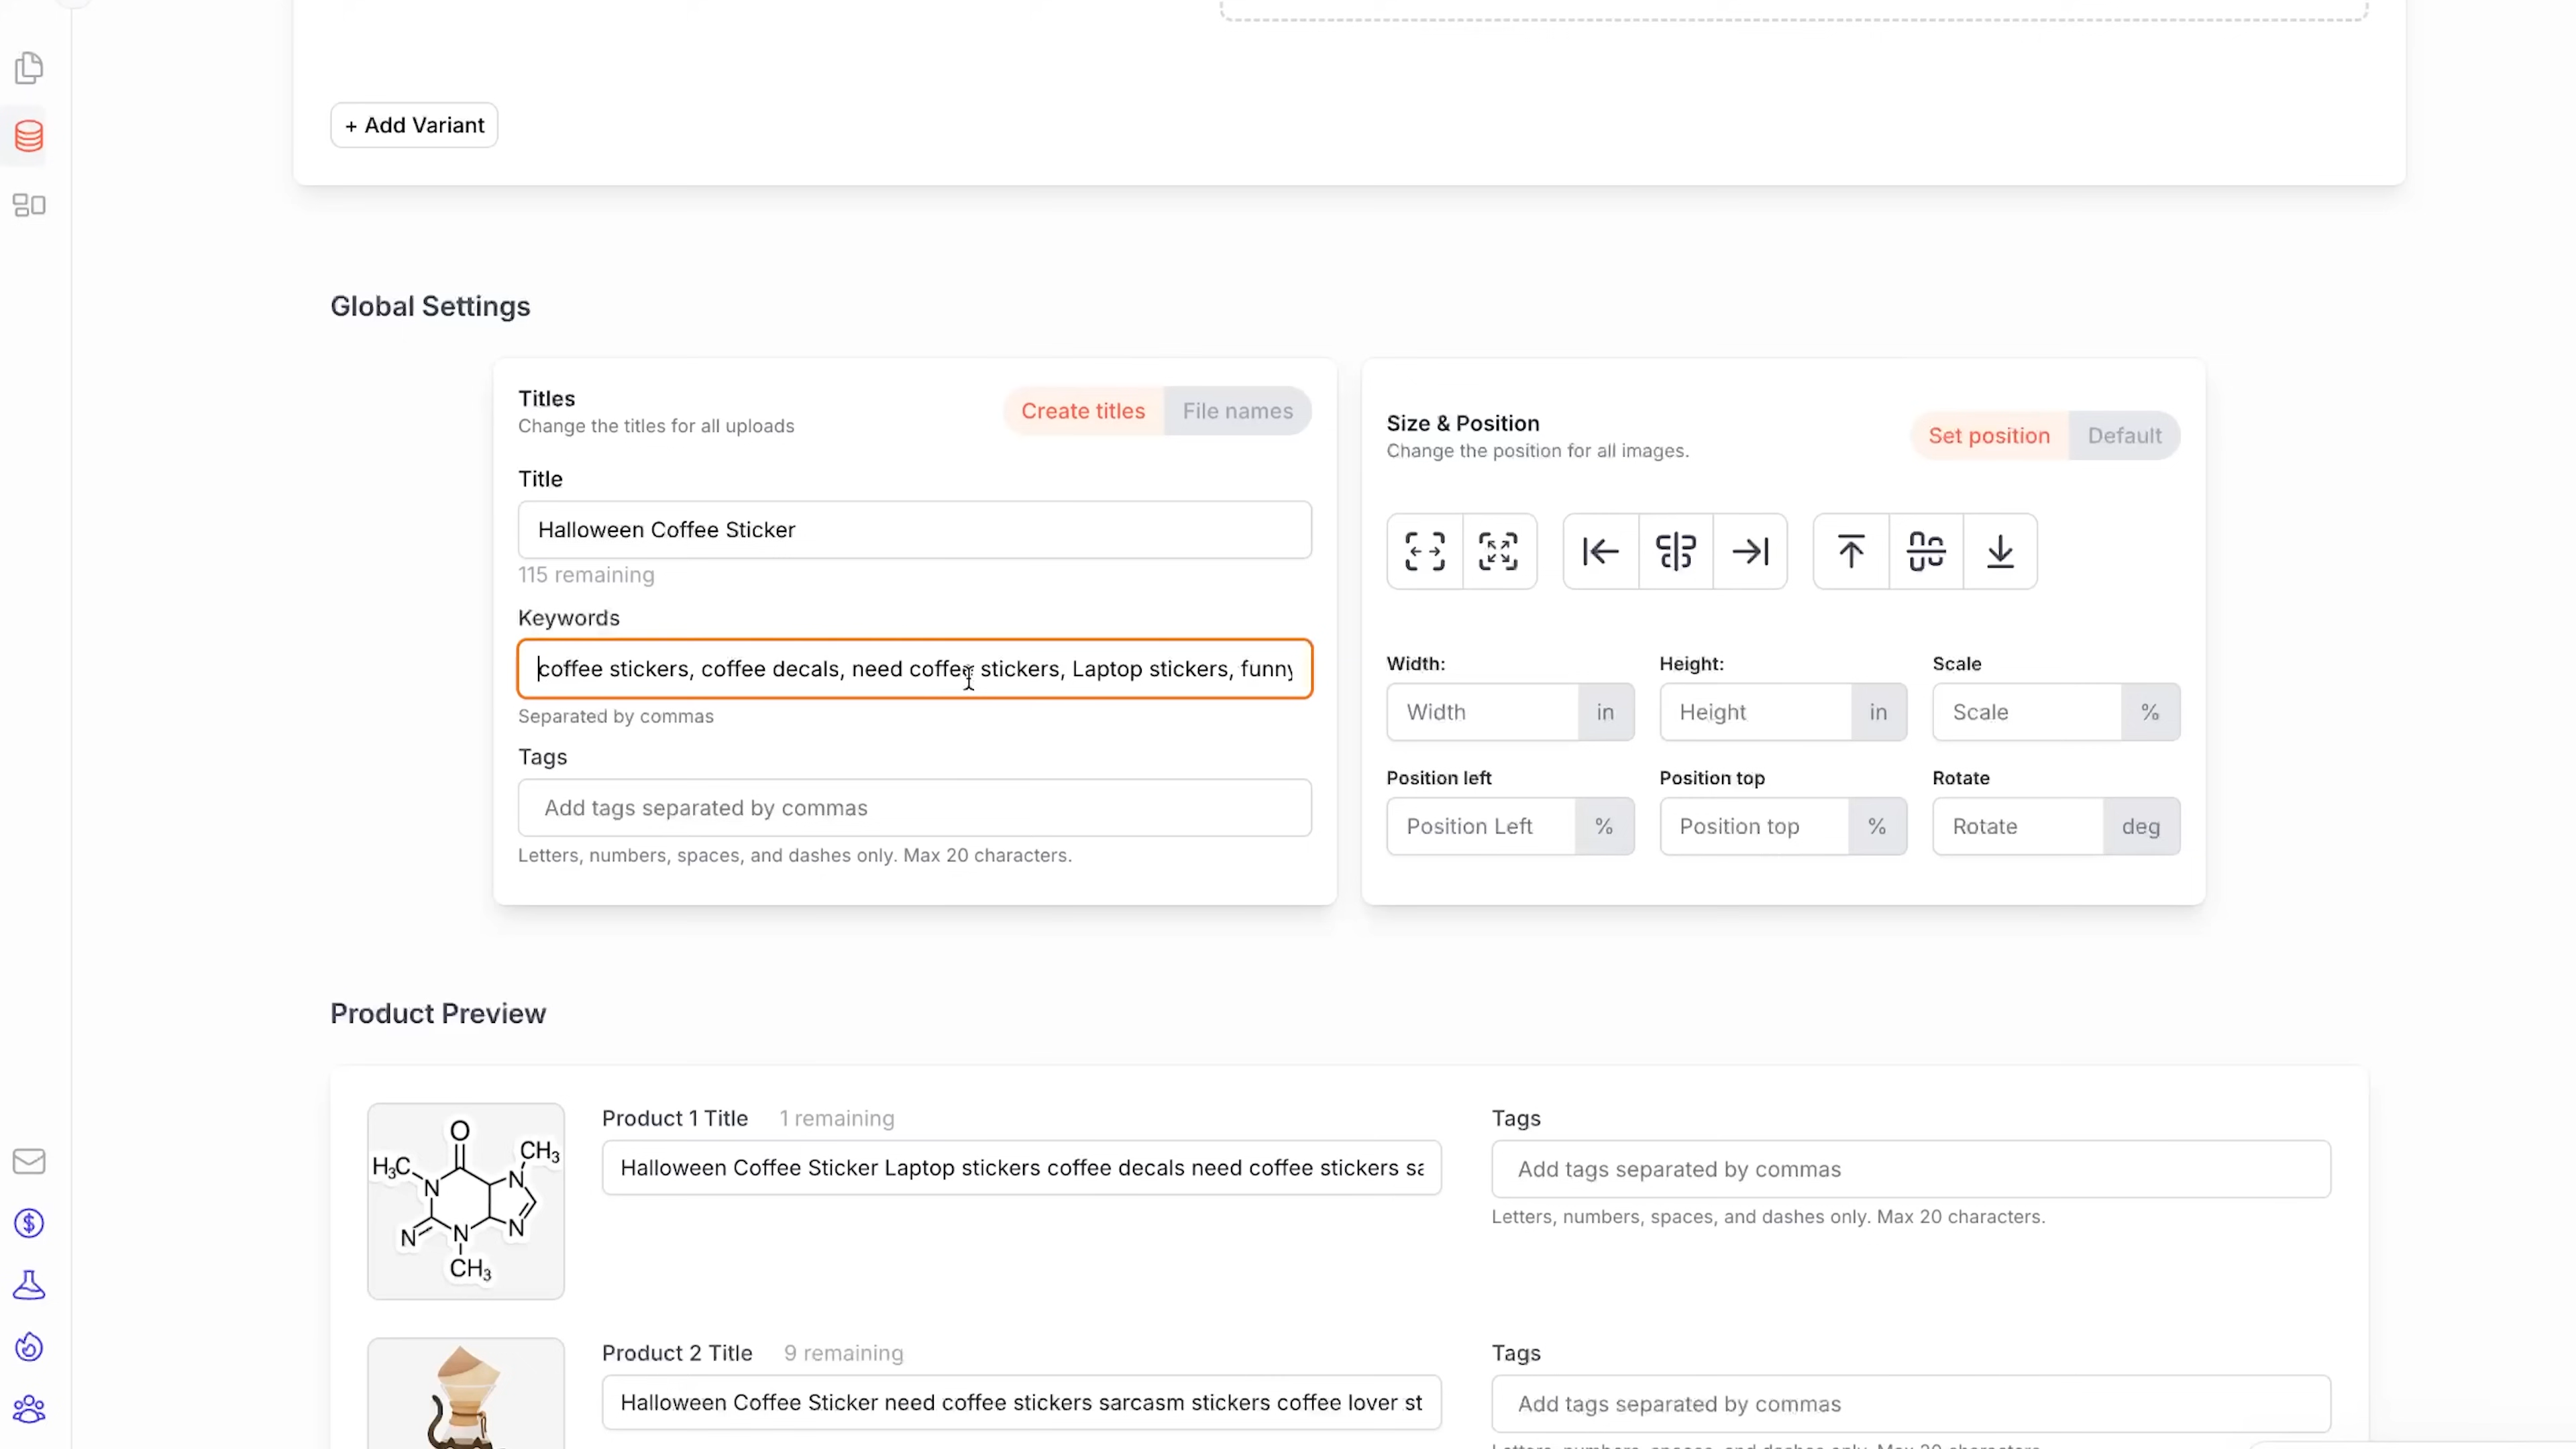 + Add Variant
Global Settings
Titles
Change the titles for all uploads
Create titles
File names
Title
Halloween Coffee Sticker
115 remaining
Keywords
coffee stickers, coffee decals, need coffee stickers, Laptop stickers, funny
Separated by commas
Tags
Add tags separated by commas
Letters, numbers, spaces, and dashes only. Max 20 characters.
Size & Position
Change the position for all images.
Set position
Default
Width:
Height:
Scale
Width in
Height in
Scale %
Position left
Position top
Rotate
Position Left %
Position top %
Rotate deg
Product Preview
O
H₃C
CH₃
N
N
N
N
N
CH₃
Product 1 Title 1 remaining
Halloween Coffee Sticker Laptop stickers coffee decals need coffee stickers sa
Tags
Add tags separated by commas
Letters, numbers, spaces, and dashes only. Max 20 characters.
Product 2 Title 9 remaining
Halloween Coffee Sticker need coffee stickers sarcasm stickers coffee lover st
Tags
Add tags separated by commas